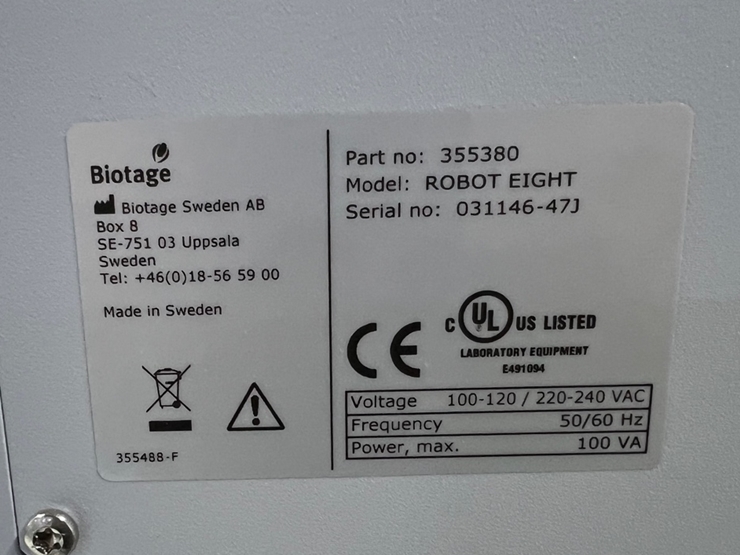 Biotage
Biotage Sweden AB
Box 8
SE-751 03 Uppsala
Sweden
Tel: +46(0)18-56 59 00
Made in Sweden
355488-F
Part no: 355380
Model: ROBOT EIGHT
Serial no: 031146-47J
CE
C UL US LISTED
LABORATORY EQUIPMENT
E491094
Voltage 100-120 / 220-240 VAC
Frequency 50/60 Hz
Power, max. 100 VA